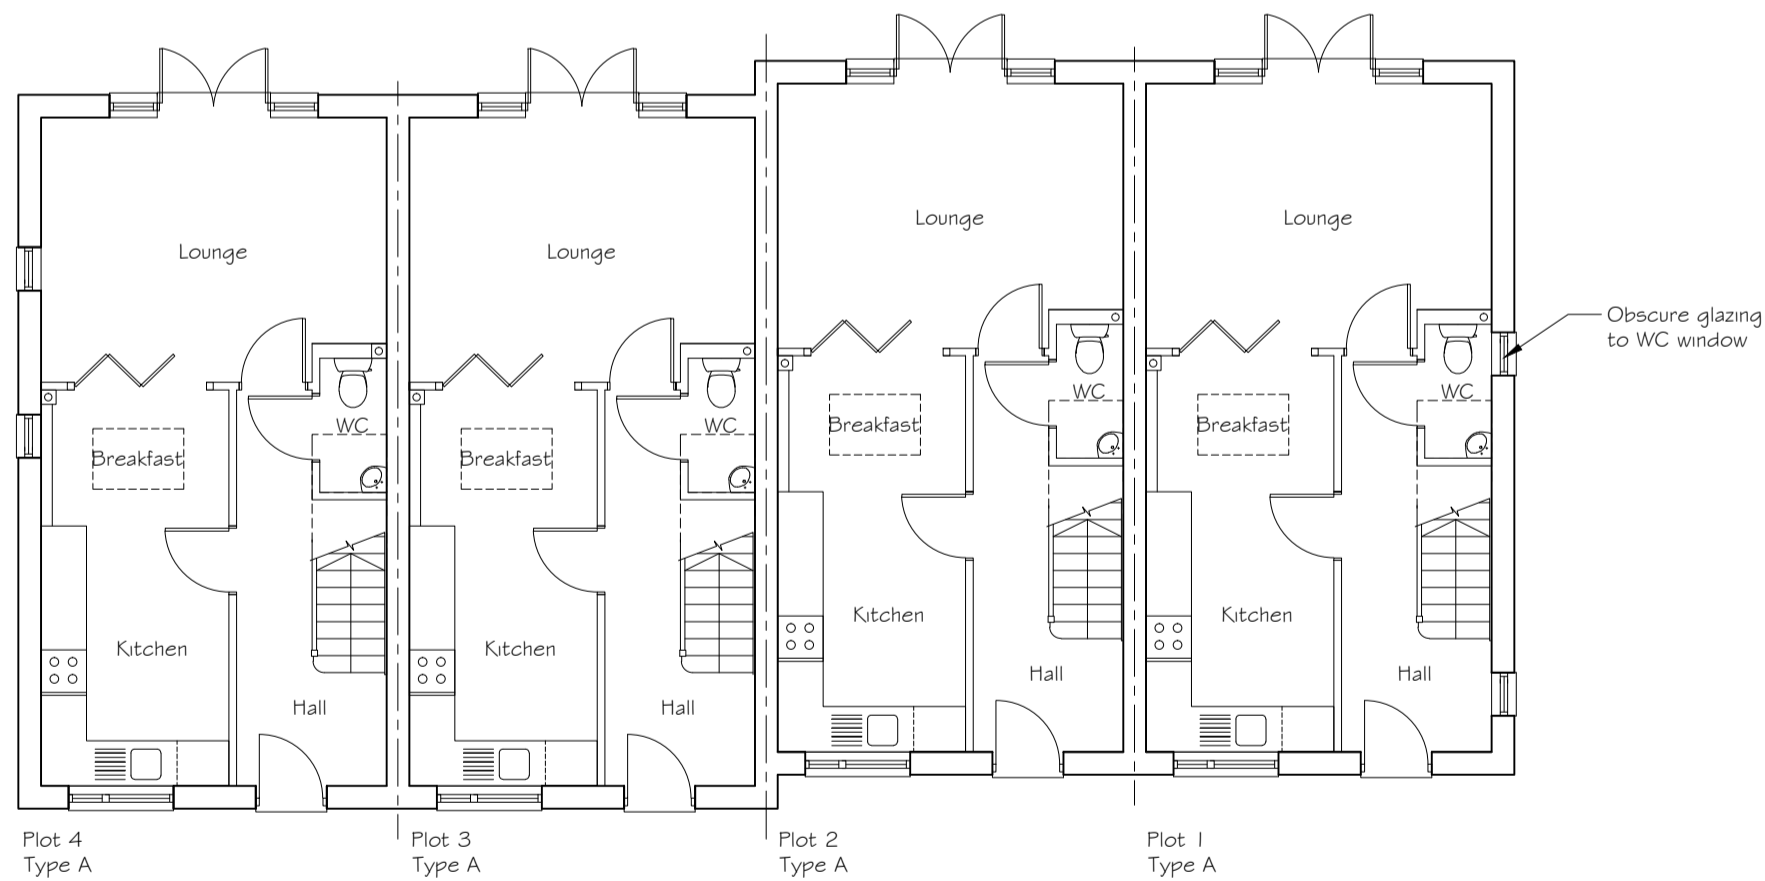 Lounge
Lounge
Lounge
Lounge
Obscure glazing
to WC window
WC
WC
WC
WC
Breakfast
Breakfast
Breakfast
Breakfast
Kitchen
Kitchen
Kitchen
Kitchen
Hall
Hall
Hall
Hall
Plot 4
Type A
Plot 3
Type A
Plot 2
Type A
Plot 1
Type A